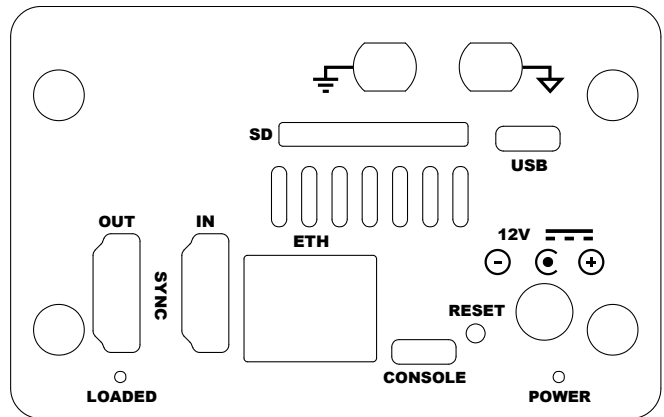 SD
USB
OUT
IN
ETH
12V
SYNC
RESET
CONSOLE
LOADED
POWER